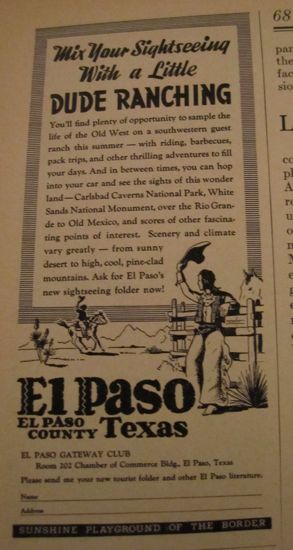 Mix Your Sightseeing
With a Little
DUDE RANCHING
You'll find plenty of opportunity to sample the
life of the Old West on a southwestern guest
ranch this summer — with riding, barbecues,
pack trips, and other thrilling adventures to fill
your days. And in between times, you can hop
into your car and see the sights of this wonder
land — Carlsbad Caverns National Park, White
Sands National Monument, over the Rio Gran-
de to Old Mexico, and scores of other fascina-
ting points of interest. Scenery and climate
vary greatly — from sunny
desert to high, cool, pine-clad
mountains. Ask for El Paso's
new sightseeing folder now!
El Paso
EL PASO
COUNTY Texas
EL PASO GATEWAY CLUB
Room 202 Chamber of Commerce Bldg., El Paso, Texas
Please send me your new tourist folder and other El Paso literature.
Name
Address
SUNSHINE PLAYGROUND OF THE BORDER
68
par
the
fac
sio
L